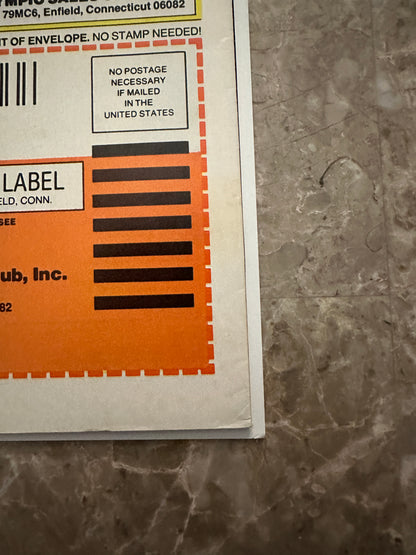 79MC6, Enfield, Connecticut 06082
T OF ENVELOPE. NO STAMP NEEDED!
NO POSTAGE
NECESSARY
IF MAILED
IN THE
UNITED STATES
LABEL
ELD, CONN.
SEE
ub, Inc.
82